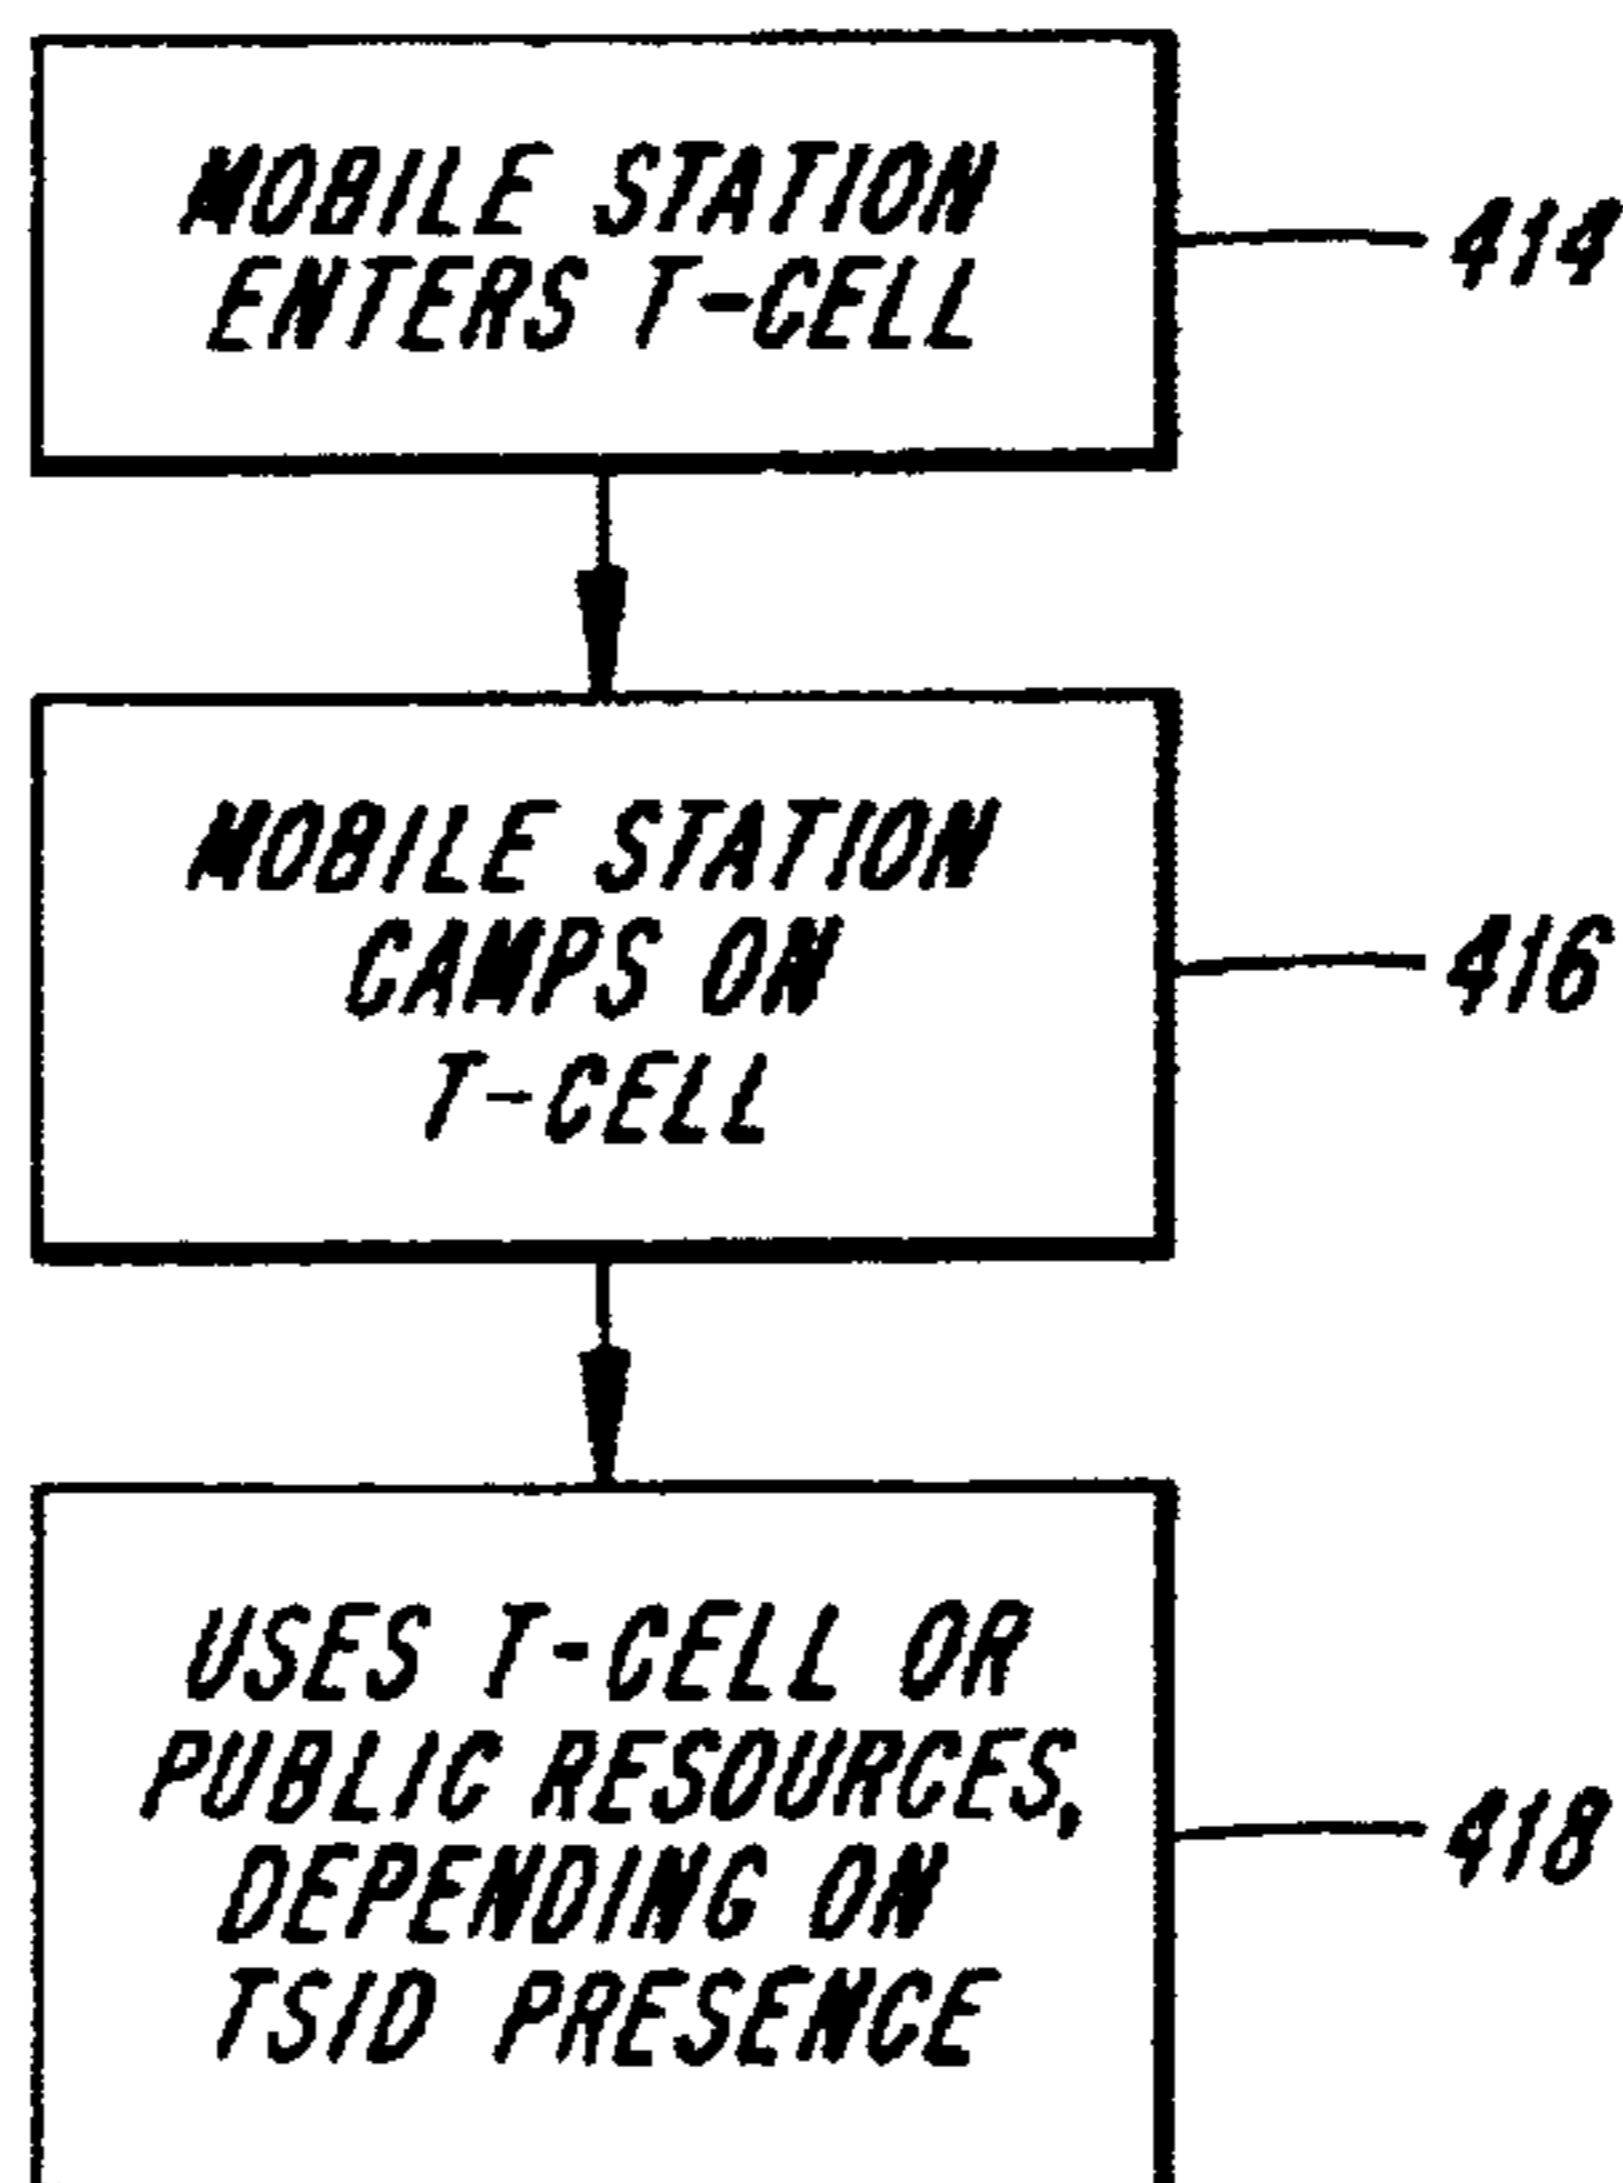 MOBILE STATION
ENTERS T-CELL
414
MOBILE STATION
CAMPS ON
T-CELL
416
USES T-CELL OR
PUBLIC RESOURCES,
DEPENDING ON
TSID PRESENCE
418